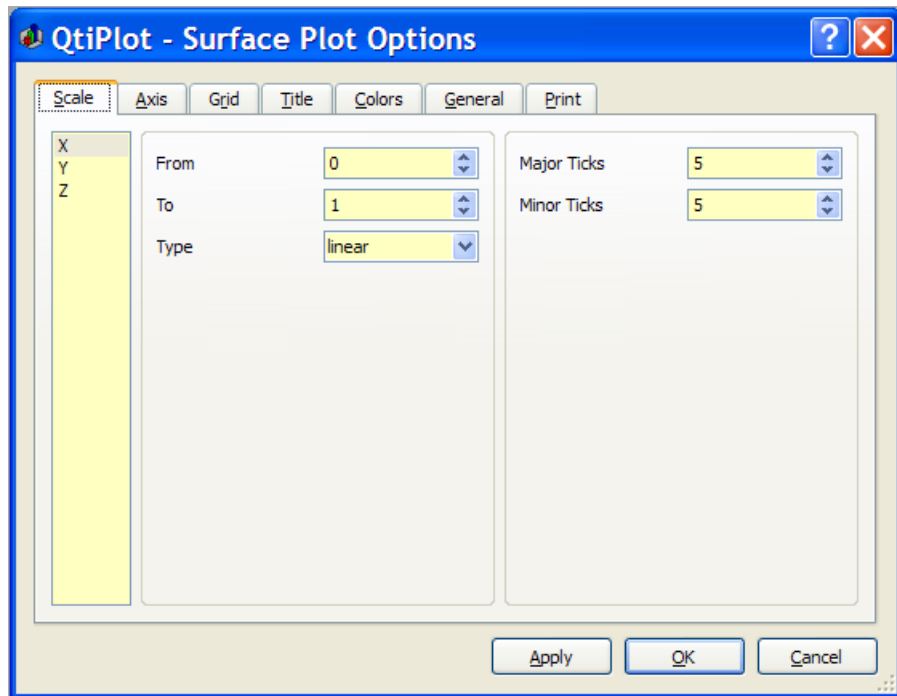 QtiPlot - Surface Plot Options
?
Scale Axis Grid Title Colors General Print
X
Y
Z
From 0
To 1
Type linear
Major Ticks 5
Minor Ticks 5
Apply OK Cancel